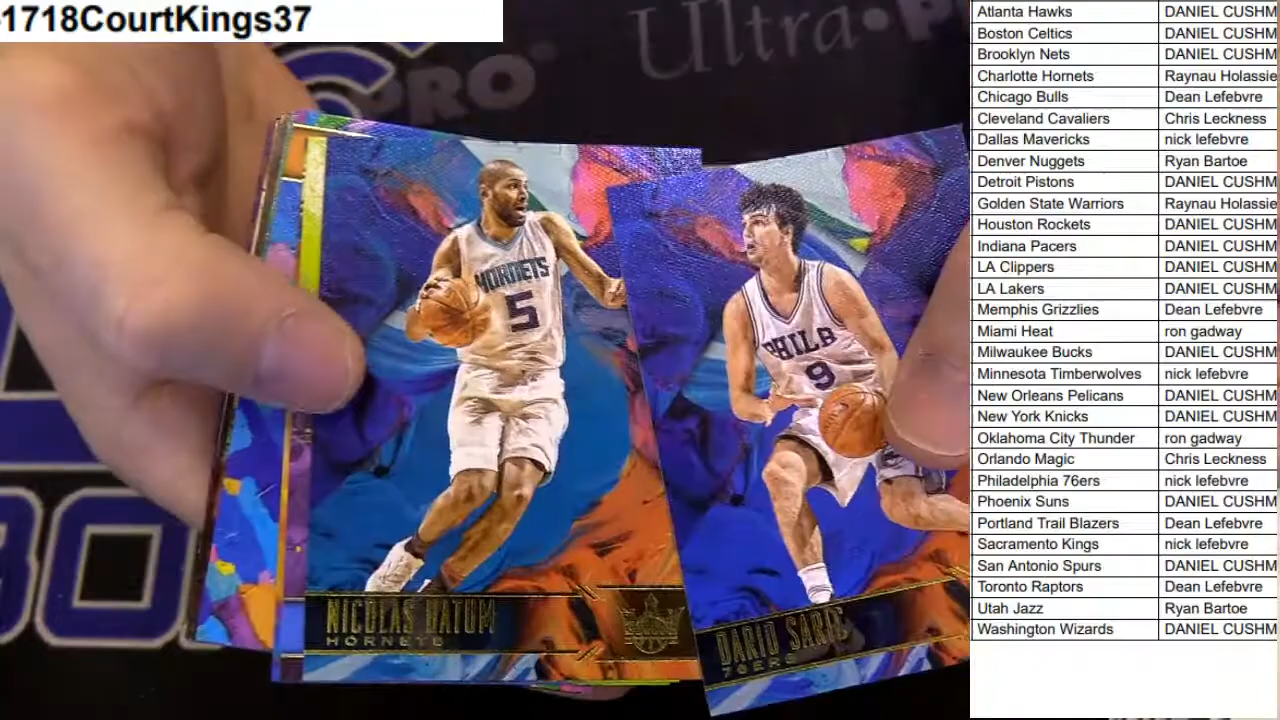 -1718CourtKings37
PRO
Ultra•P
HORNETS
5
PHILA
9
NICOLAS BATUM
HORNETS
DARIO SARIC
76ERS
Atlanta Hawks DANIEL CUSHM
Boston Celtics DANIEL CUSHM
Brooklyn Nets DANIEL CUSHM
Charlotte Hornets Raynau Holassie
Chicago Bulls Dean Lefebvre
Cleveland Cavaliers Chris Leckness
Dallas Mavericks nick lefebvre
Denver Nuggets Ryan Bartoe
Detroit Pistons DANIEL CUSHM
Golden State Warriors Raynau Holassie
Houston Rockets DANIEL CUSHM
Indiana Pacers DANIEL CUSHM
LA Clippers DANIEL CUSHM
LA Lakers DANIEL CUSHM
Memphis Grizzlies Dean Lefebvre
Miami Heat ron gadway
Milwaukee Bucks DANIEL CUSHM
Minnesota Timberwolves nick lefebvre
New Orleans Pelicans DANIEL CUSHM
New York Knicks DANIEL CUSHM
Oklahoma City Thunder ron gadway
Orlando Magic Chris Leckness
Philadelphia 76ers nick lefebvre
Phoenix Suns DANIEL CUSHM
Portland Trail Blazers Dean Lefebvre
Sacramento Kings nick lefebvre
San Antonio Spurs DANIEL CUSHM
Toronto Raptors Dean Lefebvre
Utah Jazz Ryan Bartoe
Washington Wizards DANIEL CUSHM